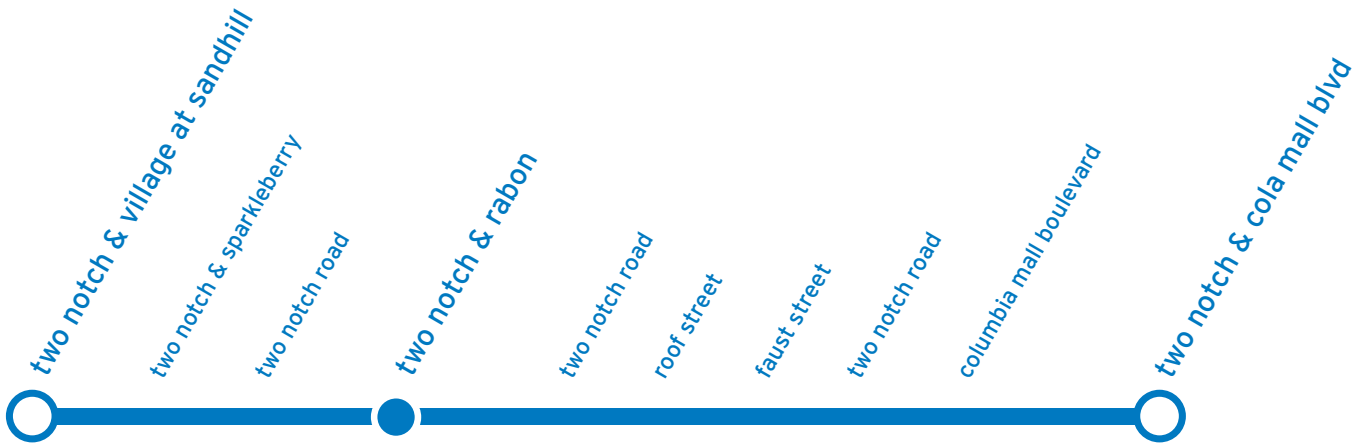 two notch & village at sandhill
two notch & sparkleberry
two notch road
two notch & rabon
two notch road
roof street
faust street
two notch road
columbia mall boulevard
two notch & cola mall blvd